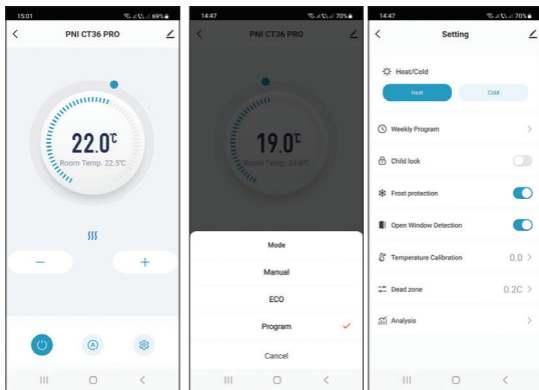 15:01
69%
PNI CT36 PRO
22.0℃
Room Temp. 22.5℃
14:47
70%
PNI CT36 PRO
19.0℃
Room Temp. 24.6℃
Mode
Manual
ECO
Program
Cancel
14:47
70%
Setting
Heat/Cold
Heat
Cold
Weekly Program
Child lock
Frost protection
Open Window Detection
Temperature Calibration 0.0
Dead zone 0.2C
Analysis